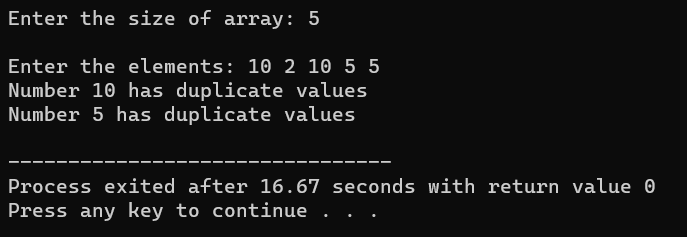 Enter the size of array: 5
Enter the elements: 10 2 10 5 5
Number 10 has duplicate values
Number 5 has duplicate values
--------------------------------
Process exited after 16.67 seconds with return value 0
Press any key to continue . . .